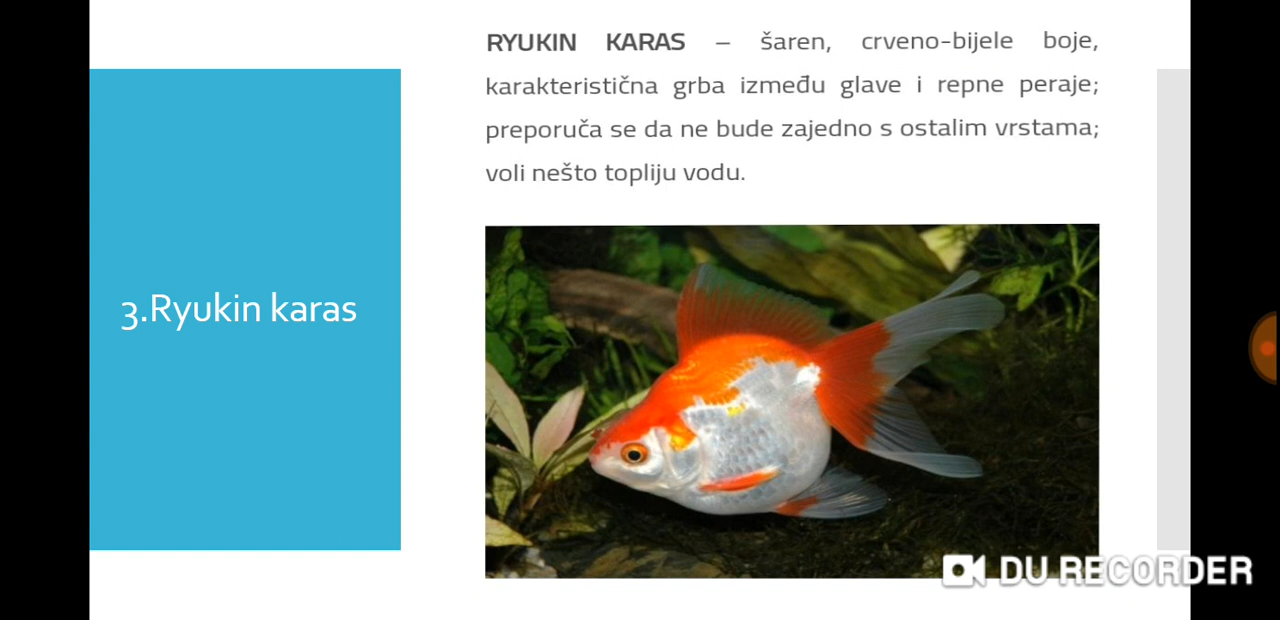 RYUKIN KARAS – šaren, crveno-bijele boje,
karakteristična grba između glave i repne peraje;
preporuča se da ne bude zajedno s ostalim vrstama;
voli nešto topliju vodu.
3.Ryukin karas
DU RECORDER